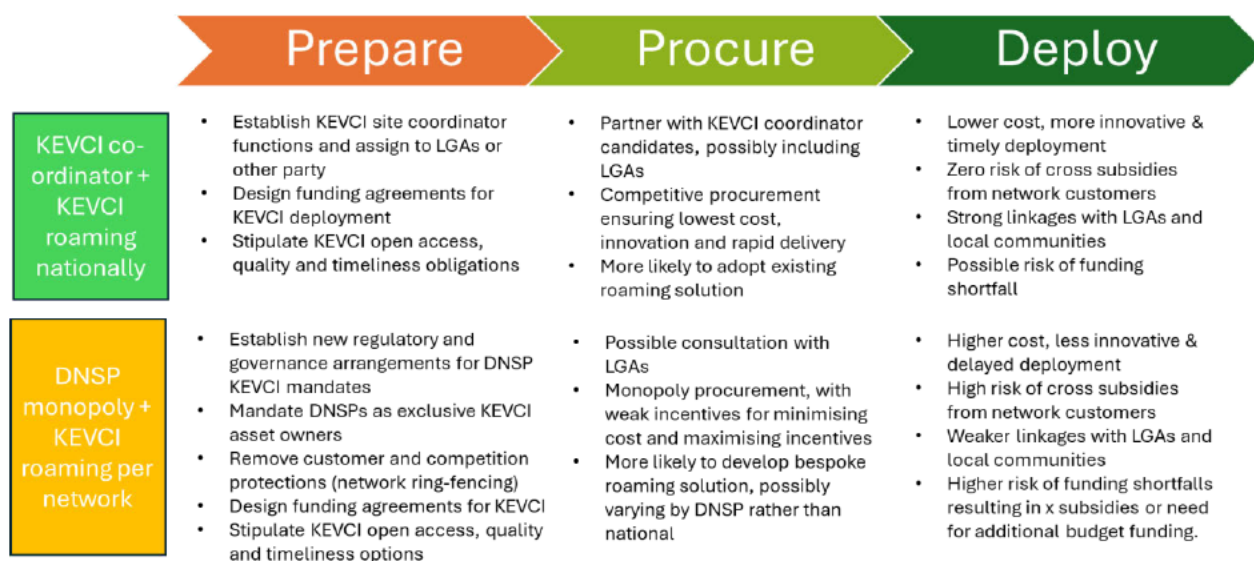 Prepare
Procure
Deploy
KEVCI co-
ordinator +
KEVCI
roaming
nationally
• Establish KEVCI site coordinator
functions and assign to LGAs or
other party
• Design funding agreements for
KEVCI deployment
• Stipulate KEVCI open access,
quality and timeliness obligations
• Partner with KEVCI coordinator
candidates, possibly including
LGAs
• Competitive procurement
ensuring lowest cost,
innovation and rapid delivery
• More likely to adopt existing
roaming solution
• Lower cost, more innovative &
timely deployment
• Zero risk of cross subsidies
from network customers
• Strong linkages with LGAs and
local communities
• Possible risk of funding
shortfall
DNSP
monopoly +
KEVCI
roaming per
network
• Establish new regulatory and
governance arrangements for DNSP
KEVCI mandates
• Mandate DNSPs as exclusive KEVCI
asset owners
• Remove customer and competition
protections (network ring-fencing)
• Design funding agreements for KEVCI
• Stipulate KEVCI open access, quality
and timeliness options
• Possible consultation with
LGAs
• Monopoly procurement, with
weak incentives for minimising
cost and maximising incentives
• More likely to develop bespoke
roaming solution, possibly
varying by DNSP rather than
national
• Higher cost, less innovative &
delayed deployment
• High risk of cross subsidies
from network customers
• Weaker linkages with LGAs and
local communities
• Higher risk of funding shortfalls
resulting in x subsidies or need
for additional budget funding.